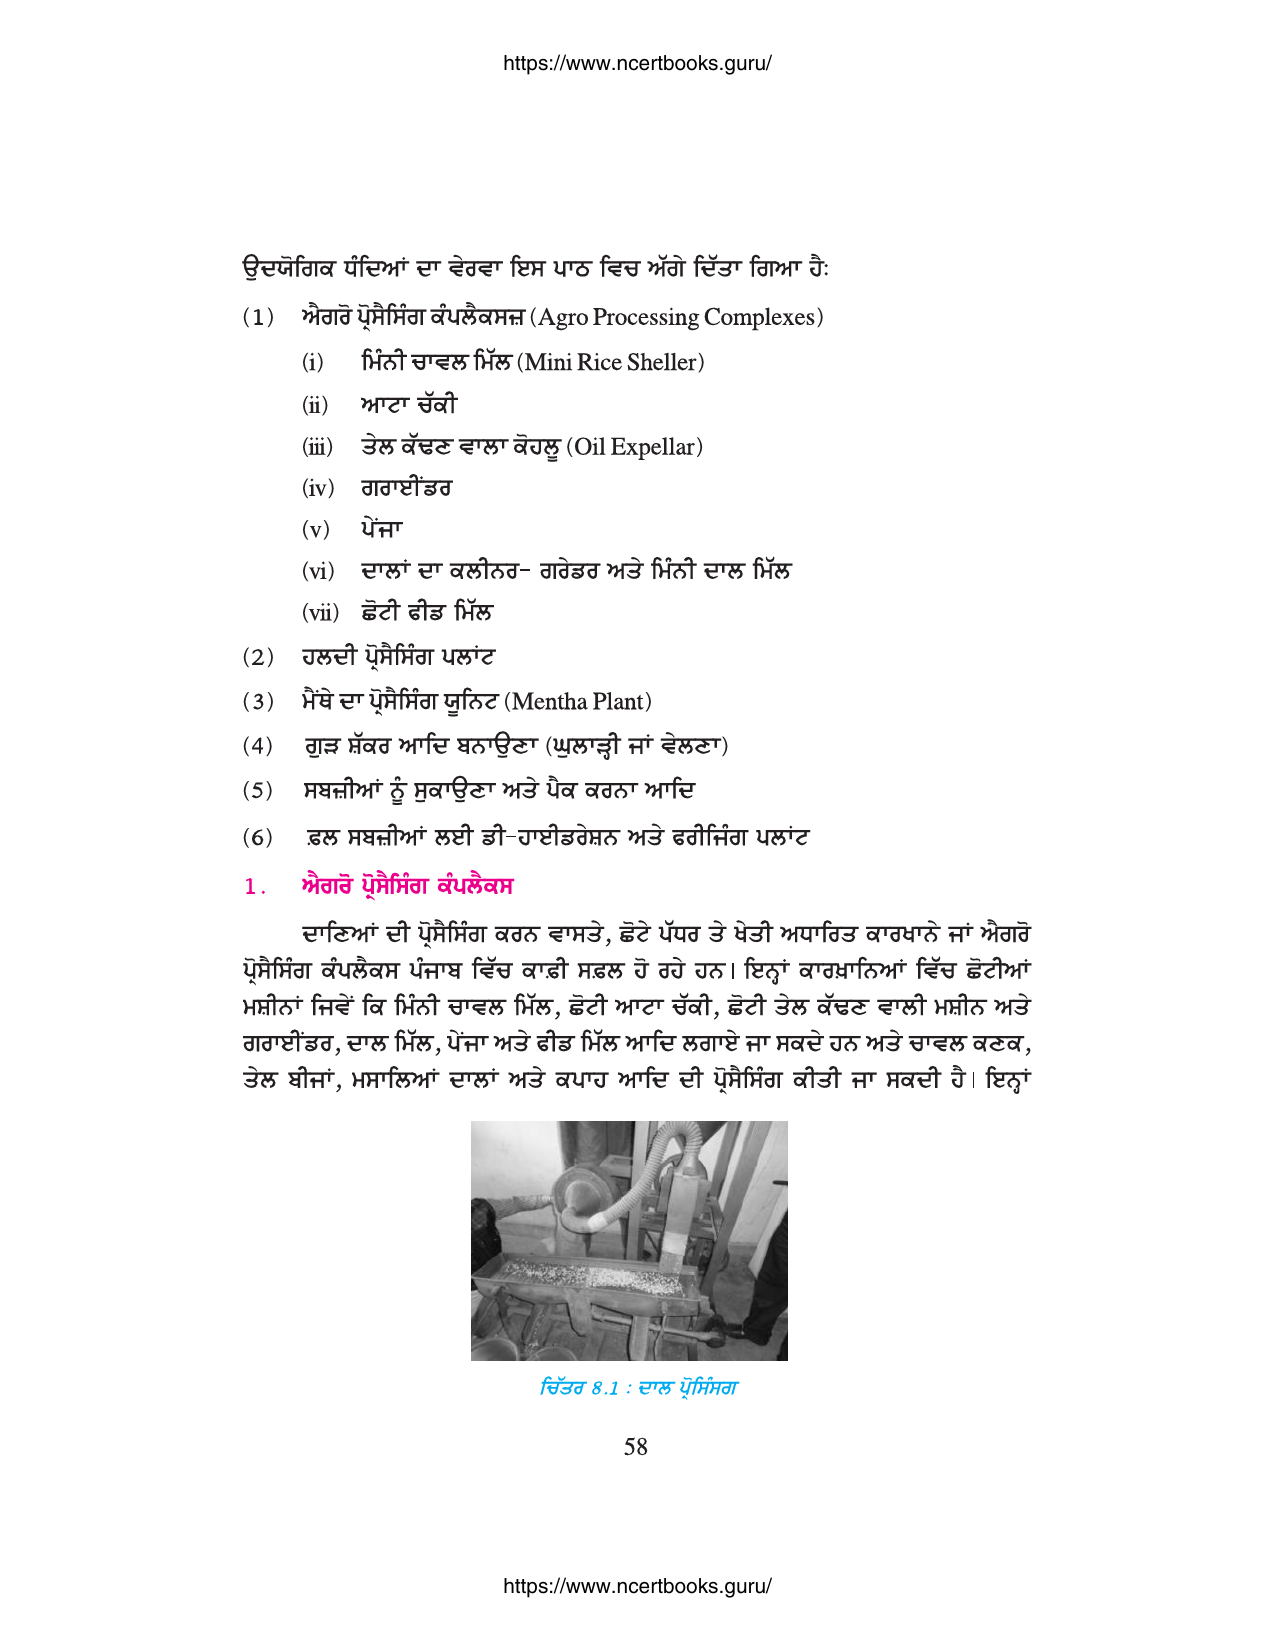 https://www.ncertbooks.guru/
ਉਦਯੋਗਿਕ ਧੰਦਿਆਂ ਦਾ ਵੇਰਵਾ ਇਸ ਪਾਠ ਵਿਚ ਅੱਗੇ ਦਿੱਤਾ ਗਿਆ ਹੈ:
(1) ਐਗਰੋ ਪ੍ਰੋਸੈਸਿੰਗ ਕੰਪਲੈਕਸਜ਼ (Agro Processing Complexes)
(i) ਮਿੰਨੀ ਚਾਵਲ ਮਿੱਲ (Mini Rice Sheller)
(ii) ਆਟਾ ਚੱਕੀ
(iii) ਤੇਲ ਕੱਢਣ ਵਾਲਾ ਕੋਹਲੂ (Oil Expellar)
(iv) ਗਰਾਈਂਡਰ
(v) ਪੇਂਜਾ
(vi) ਦਾਲਾਂ ਦਾ ਕਲੀਨਰ- ਗਰੇਡਰ ਅਤੇ ਮਿੰਨੀ ਦਾਲ ਮਿੱਲ
(vii) ਛੋਟੀ ਫੀਡ ਮਿੱਲ
(2) ਹਲਦੀ ਪ੍ਰੋਸੈਸਿੰਗ ਪਲਾਂਟ
(3) ਮੈਂਥੇ ਦਾ ਪ੍ਰੋਸੈਸਿੰਗ ਯੂਨਿਟ (Mentha Plant)
(4) ਗੁੜ ਸ਼ੱਕਰ ਆਦਿ ਬਨਾਉਣਾ (ਘੁਲਾੜ੍ਹੀ ਜਾਂ ਵੇਲਣਾ)
(5) ਸਬਜ਼ੀਆਂ ਨੂੰ ਸੁਕਾਉਣਾ ਅਤੇ ਪੈਕ ਕਰਨਾ ਆਦਿ
(6) ਫ਼ਲ ਸਬਜ਼ੀਆਂ ਲਈ ਡੀ-ਹਾਈਡਰੇਸ਼ਨ ਅਤੇ ਫਰੀਜਿੰਗ ਪਲਾਂਟ
1. ਐਗਰੋ ਪ੍ਰੋਸੈਸਿੰਗ ਕੰਪਲੈਕਸ
ਦਾਣਿਆਂ ਦੀ ਪ੍ਰੋਸੈਸਿੰਗ ਕਰਨ ਵਾਸਤੇ, ਛੋਟੇ ਪੱਧਰ ਤੇ ਖੇਤੀ ਅਧਾਰਿਤ ਕਾਰਖਾਨੇ ਜਾਂ ਐਗਰੋ
ਪ੍ਰੋਸੈਸਿੰਗ ਕੰਪਲੈਕਸ ਪੰਜਾਬ ਵਿੱਚ ਕਾਫ਼ੀ ਸਫ਼ਲ ਹੋ ਰਹੇ ਹਨ। ਇਨ੍ਹਾਂ ਕਾਰਖ਼ਾਨਿਆਂ ਵਿੱਚ ਛੋਟੀਆਂ
ਮਸ਼ੀਨਾਂ ਜਿਵੇਂ ਕਿ ਮਿੰਨੀ ਚਾਵਲ ਮਿੱਲ, ਛੋਟੀ ਆਟਾ ਚੱਕੀ, ਛੋਟੀ ਤੇਲ ਕੱਢਣ ਵਾਲੀ ਮਸ਼ੀਨ ਅਤੇ
ਗਰਾਈਂਡਰ, ਦਾਲ ਮਿੱਲ, ਪੇਂਜਾ ਅਤੇ ਫੀਡ ਮਿੱਲ ਆਦਿ ਲਗਾਏ ਜਾ ਸਕਦੇ ਹਨ ਅਤੇ ਚਾਵਲ ਕਣਕ,
ਤੇਲ ਬੀਜਾਂ, ਮਸਾਲਿਆਂ ਦਾਲਾਂ ਅਤੇ ਕਪਾਹ ਆਦਿ ਦੀ ਪ੍ਰੋਸੈਸਿੰਗ ਕੀਤੀ ਜਾ ਸਕਦੀ ਹੈ। ਇਨ੍ਹਾਂ
ਚਿੱਤਰ 8.1 : ਦਾਲ ਪ੍ਰੋਸਿੰਸਗ
58
https://www.ncertbooks.guru/